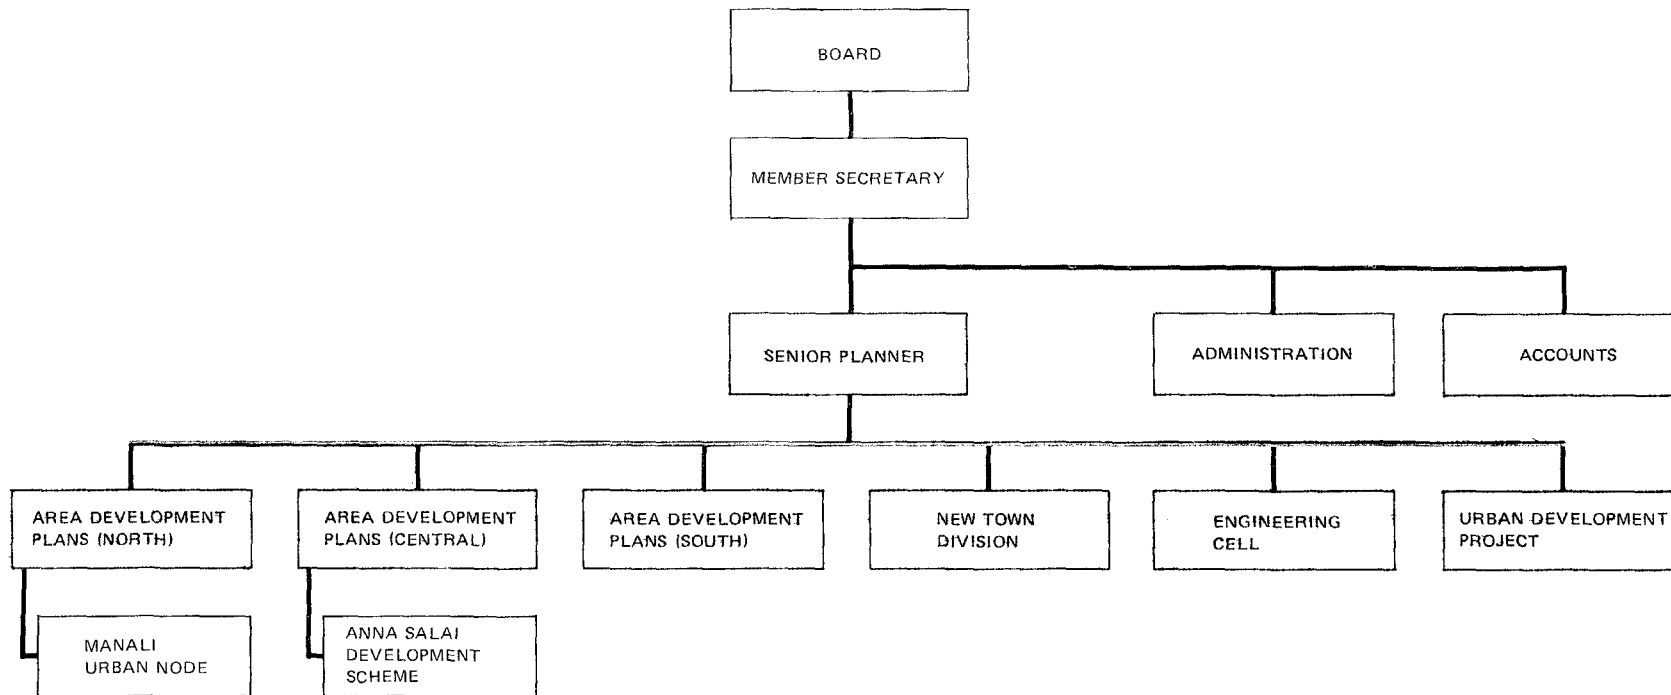 BOARD
MEMBER SECRETARY
SENIOR PLANNER
ADMINISTRATION
ACCOUNTS
AREA DEVELOPMENT
PLANS (NORTH)
AREA DEVELOPMENT
PLANS (CENTRAL)
AREA DEVELOPMENT
PLANS (SOUTH)
NEW TOWN
DIVISION
ENGINEERING
CELL
URBAN DEVELOPMENT
PROJECT
MANALI
URBAN NODE
ANNA SALAI
DEVELOPMENT
SCHEME